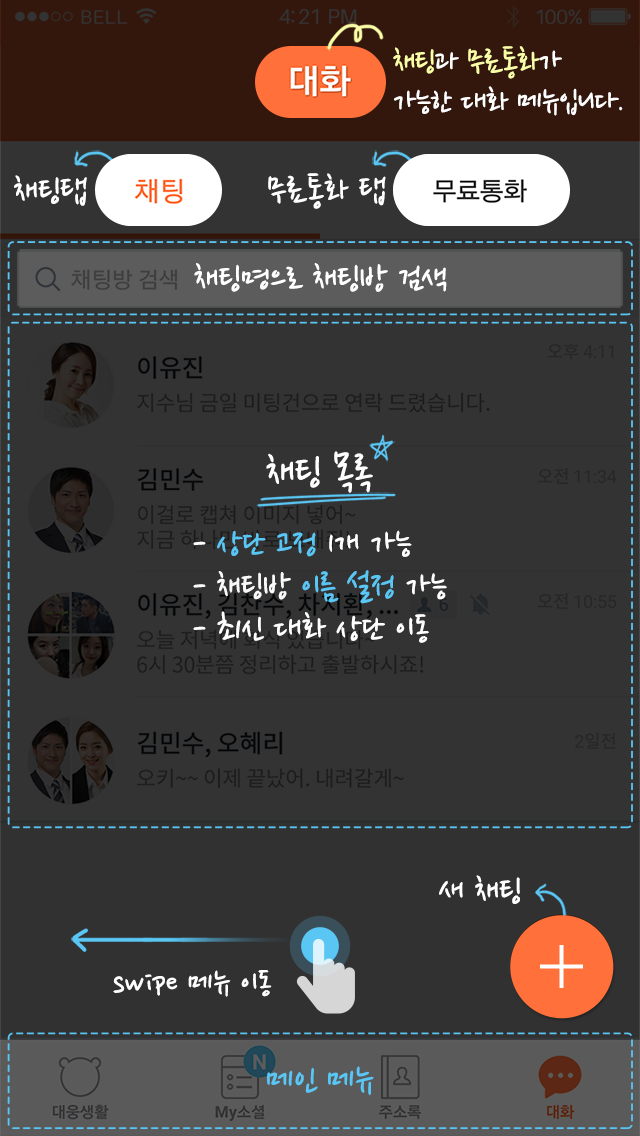 BELL 4:21 PM 100%
대화
채팅과 무료통화가
가능한 대화 메뉴입니다.
채팅탭 채팅 무료통화 탭 무료통화
채팅방 검색 채팅명으로 채팅방 검색
이유진 오후 4:11
지수님 금일 미팅건으로 연락 드렸습니다.
채팅 목록
김민수 오전 11:34
이걸로 캡쳐 이미지 넣어~
지금
- 상단 고정 1개 가능
- 채팅방 이름 설정 가능
이유진, 김찬수, 차지환, ... 6 오전 10:55
- 최신 대화 상단 이동
오늘 저녁에 회식 있습니다
6시 30분쯤 정리하고 출발하시죠!
김민수, 오혜리 2일전
오키~~ 이제 끝났어. 내려갈게~
새 채팅
swipe 메뉴 이동
N
메인 메뉴
대웅생활 My소셜 주소록 대화